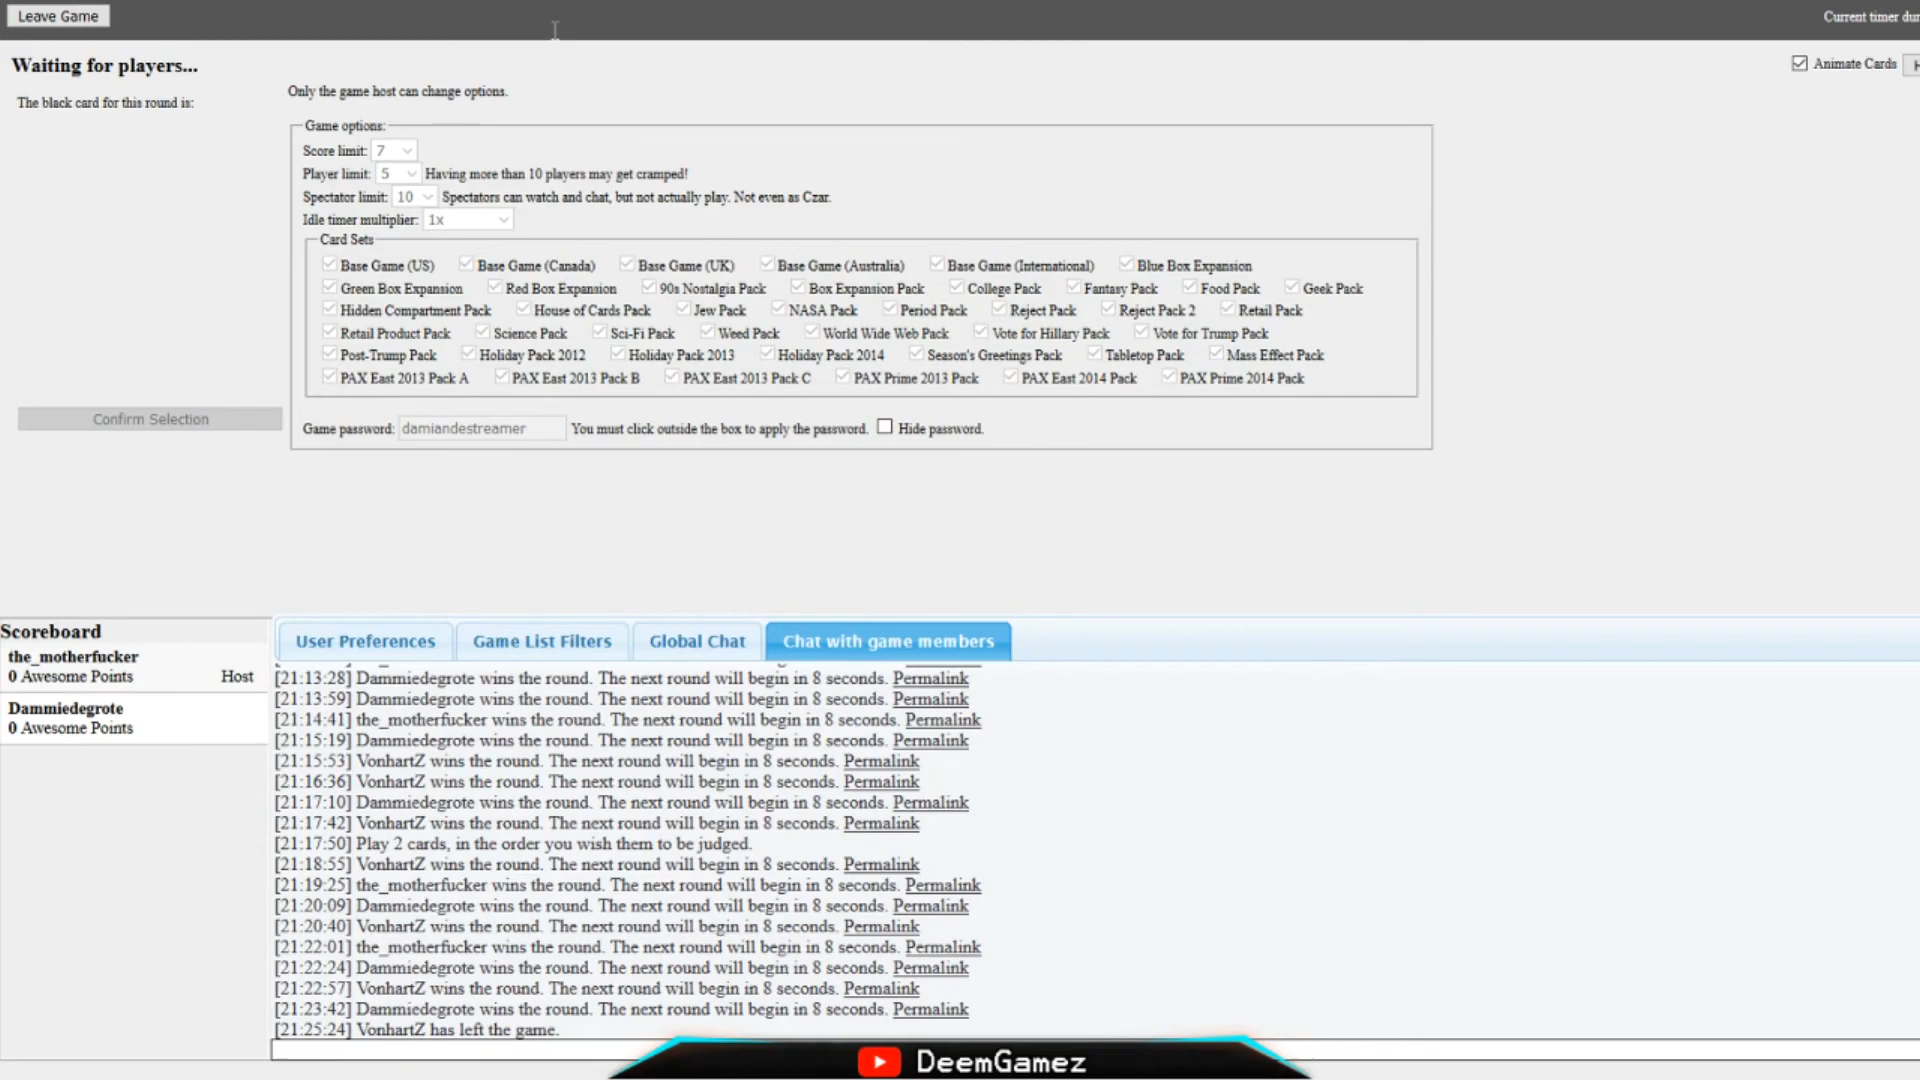 Leave Game
Current timer dur
Waiting for players...
Animate Cards
The black card for this round is:
Only the game host can change options.
Game options:
Score limit: 7
Player limit: 5 Having more than 10 players may get cramped!
Spectator limit: 10 Spectators can watch and chat, but not actually play. Not even as Czar.
Idle timer multiplier: 1x
Card Sets
Base Game (US) Base Game (Canada) Base Game (UK) Base Game (Australia) Base Game (International) Blue Box Expansion
Green Box Expansion Red Box Expansion 90s Nostalgia Pack Box Expansion Pack College Pack Fantasy Pack Food Pack Geek Pack
Hidden Compartment Pack House of Cards Pack Jew Pack NASA Pack Period Pack Reject Pack Reject Pack 2 Retail Pack
Retail Product Pack Science Pack Sci-Fi Pack Weed Pack World Wide Web Pack Vote for Hillary Pack Vote for Trump Pack
Post-Trump Pack Holiday Pack 2012 Holiday Pack 2013 Holiday Pack 2014 Season's Greetings Pack Tabletop Pack Mass Effect Pack
PAX East 2013 Pack A PAX East 2013 Pack B PAX East 2013 Pack C PAX Prime 2013 Pack PAX East 2014 Pack PAX Prime 2014 Pack
Confirm Selection
Game password: damiandestreamer You must click outside the box to apply the password. Hide password.
Scoreboard
the_motherfucker
0 Awesome Points Host
Dammiedegrote
0 Awesome Points
User Preferences Game List Filters Global Chat Chat with game members
[21:13:28] Dammiedegrote wins the round. The next round will begin in 8 seconds. Permalink
[21:13:59] Dammiedegrote wins the round. The next round will begin in 8 seconds. Permalink
[21:14:41] the_motherfucker wins the round. The next round will begin in 8 seconds. Permalink
[21:15:19] Dammiedegrote wins the round. The next round will begin in 8 seconds. Permalink
[21:15:53] VonhartZ wins the round. The next round will begin in 8 seconds. Permalink
[21:16:36] VonhartZ wins the round. The next round will begin in 8 seconds. Permalink
[21:17:10] Dammiedegrote wins the round. The next round will begin in 8 seconds. Permalink
[21:17:42] VonhartZ wins the round. The next round will begin in 8 seconds. Permalink
[21:17:50] Play 2 cards, in the order you wish them to be judged.
[21:18:55] VonhartZ wins the round. The next round will begin in 8 seconds. Permalink
[21:19:25] the_motherfucker wins the round. The next round will begin in 8 seconds. Permalink
[21:20:09] Dammiedegrote wins the round. The next round will begin in 8 seconds. Permalink
[21:20:40] VonhartZ wins the round. The next round will begin in 8 seconds. Permalink
[21:22:01] the_motherfucker wins the round. The next round will begin in 8 seconds. Permalink
[21:22:24] Dammiedegrote wins the round. The next round will begin in 8 seconds. Permalink
[21:22:57] VonhartZ wins the round. The next round will begin in 8 seconds. Permalink
[21:23:42] Dammiedegrote wins the round. The next round will begin in 8 seconds. Permalink
[21:25:24] VonhartZ has left the game.
DeemGamez